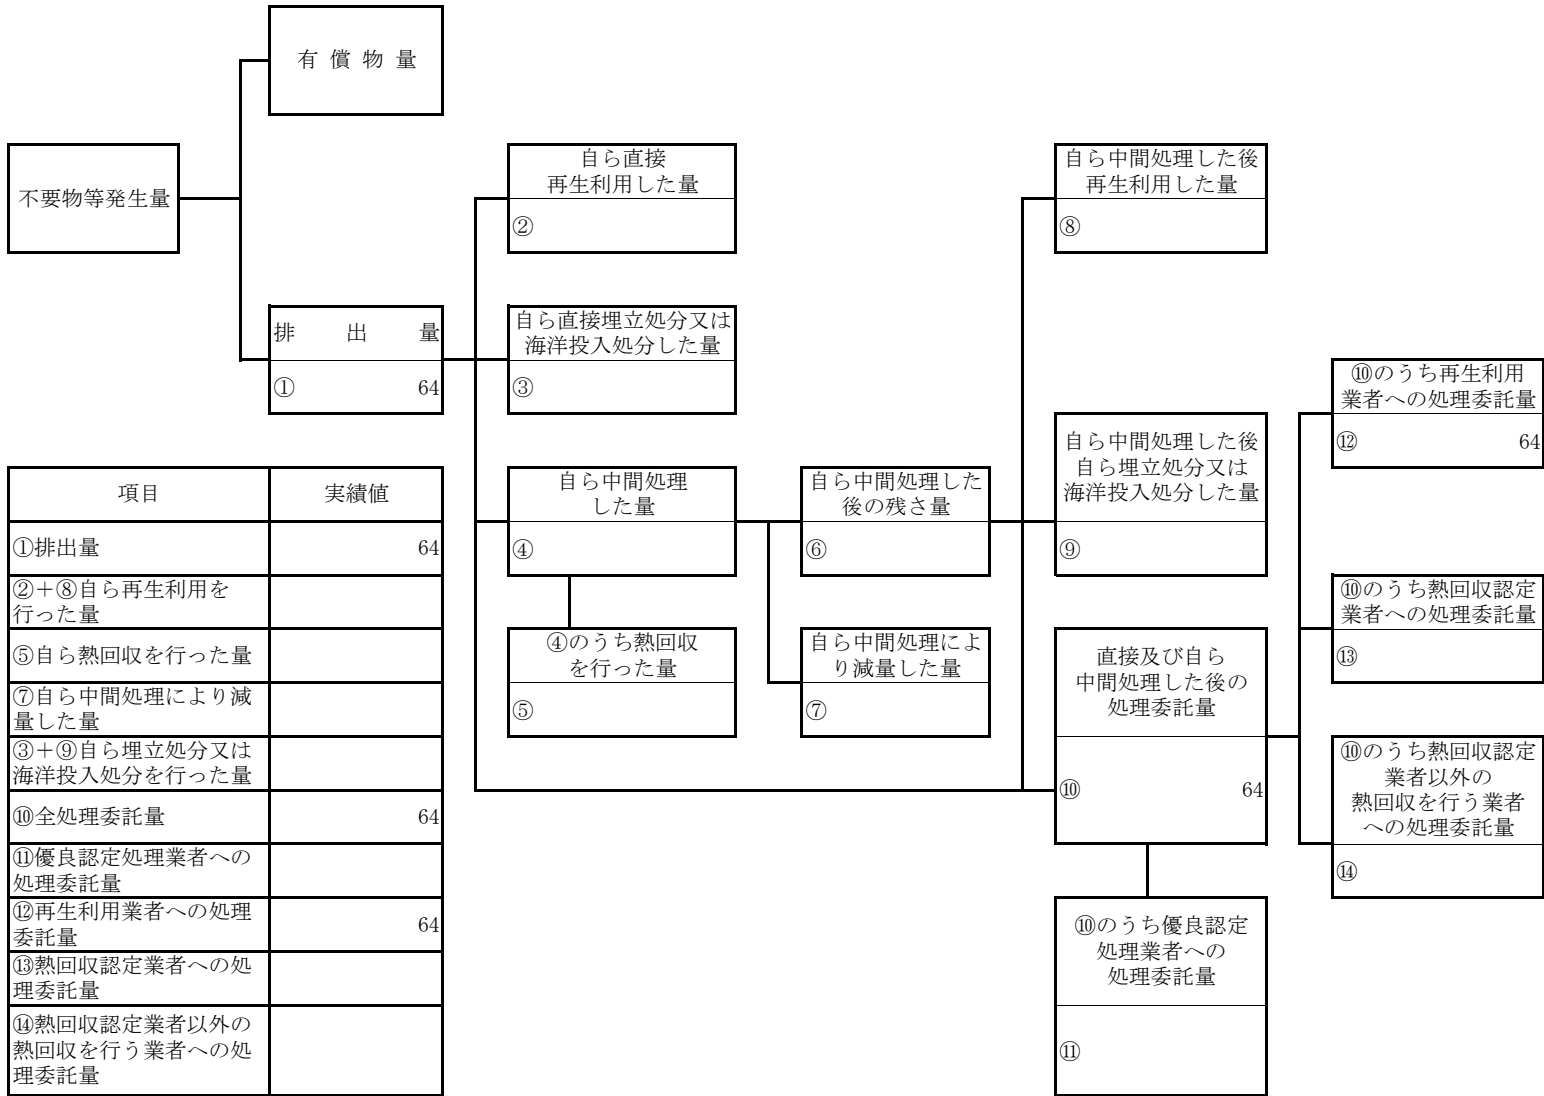 有 償 物 量
不要物等発生量
排 出 量
① 64
自ら直接
再生利用した量
②
自ら直接埋立処分又は
海洋投入処分した量
③
自ら中間処理
した量
④
④のうち熱回収
を行った量
⑤
自ら中間処理した
後の残さ量
⑥
自ら中間処理によ
り減量した量
⑦
自ら中間処理した後
再生利用した量
⑧
自ら中間処理した後
自ら埋立処分又は
海洋投入処分した量
⑨
直接及び自ら
中間処理した後の
処理委託量
⑩ 64
⑩のうち優良認定
処理業者への
処理委託量
⑪
⑩のうち再生利用
業者への処理委託量
⑫ 64
⑩のうち熱回収認定
業者への処理委託量
⑬
⑩のうち熱回収認定
業者以外の
熱回収を行う業者
への処理委託量
⑭
項目 実績値
①排出量 64
②+⑧自ら再生利用を
行った量
⑤自ら熱回収を行った量
⑦自ら中間処理により減
量した量
③+⑨自ら埋立処分又は
海洋投入処分を行った量
⑩全処理委託量 64
⑪優良認定処理業者への
処理委託量
⑫再生利用業者への処理
委託量 64
⑬熱回収認定業者への処
理委託量
⑭熱回収認定業者以外の
熱回収を行う業者への処
理委託量